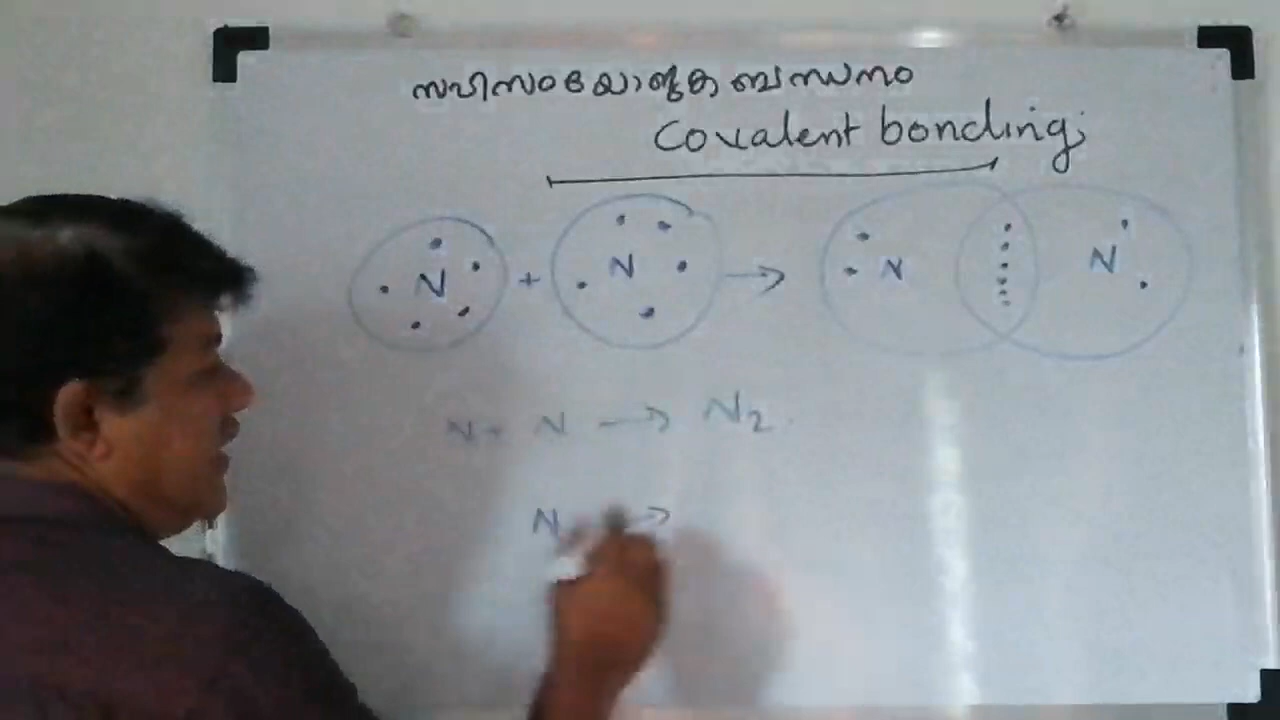 സഹസംയോജക ബന്ധനം
Covalent bonding
N + N → N N
N + N → N₂.
N →